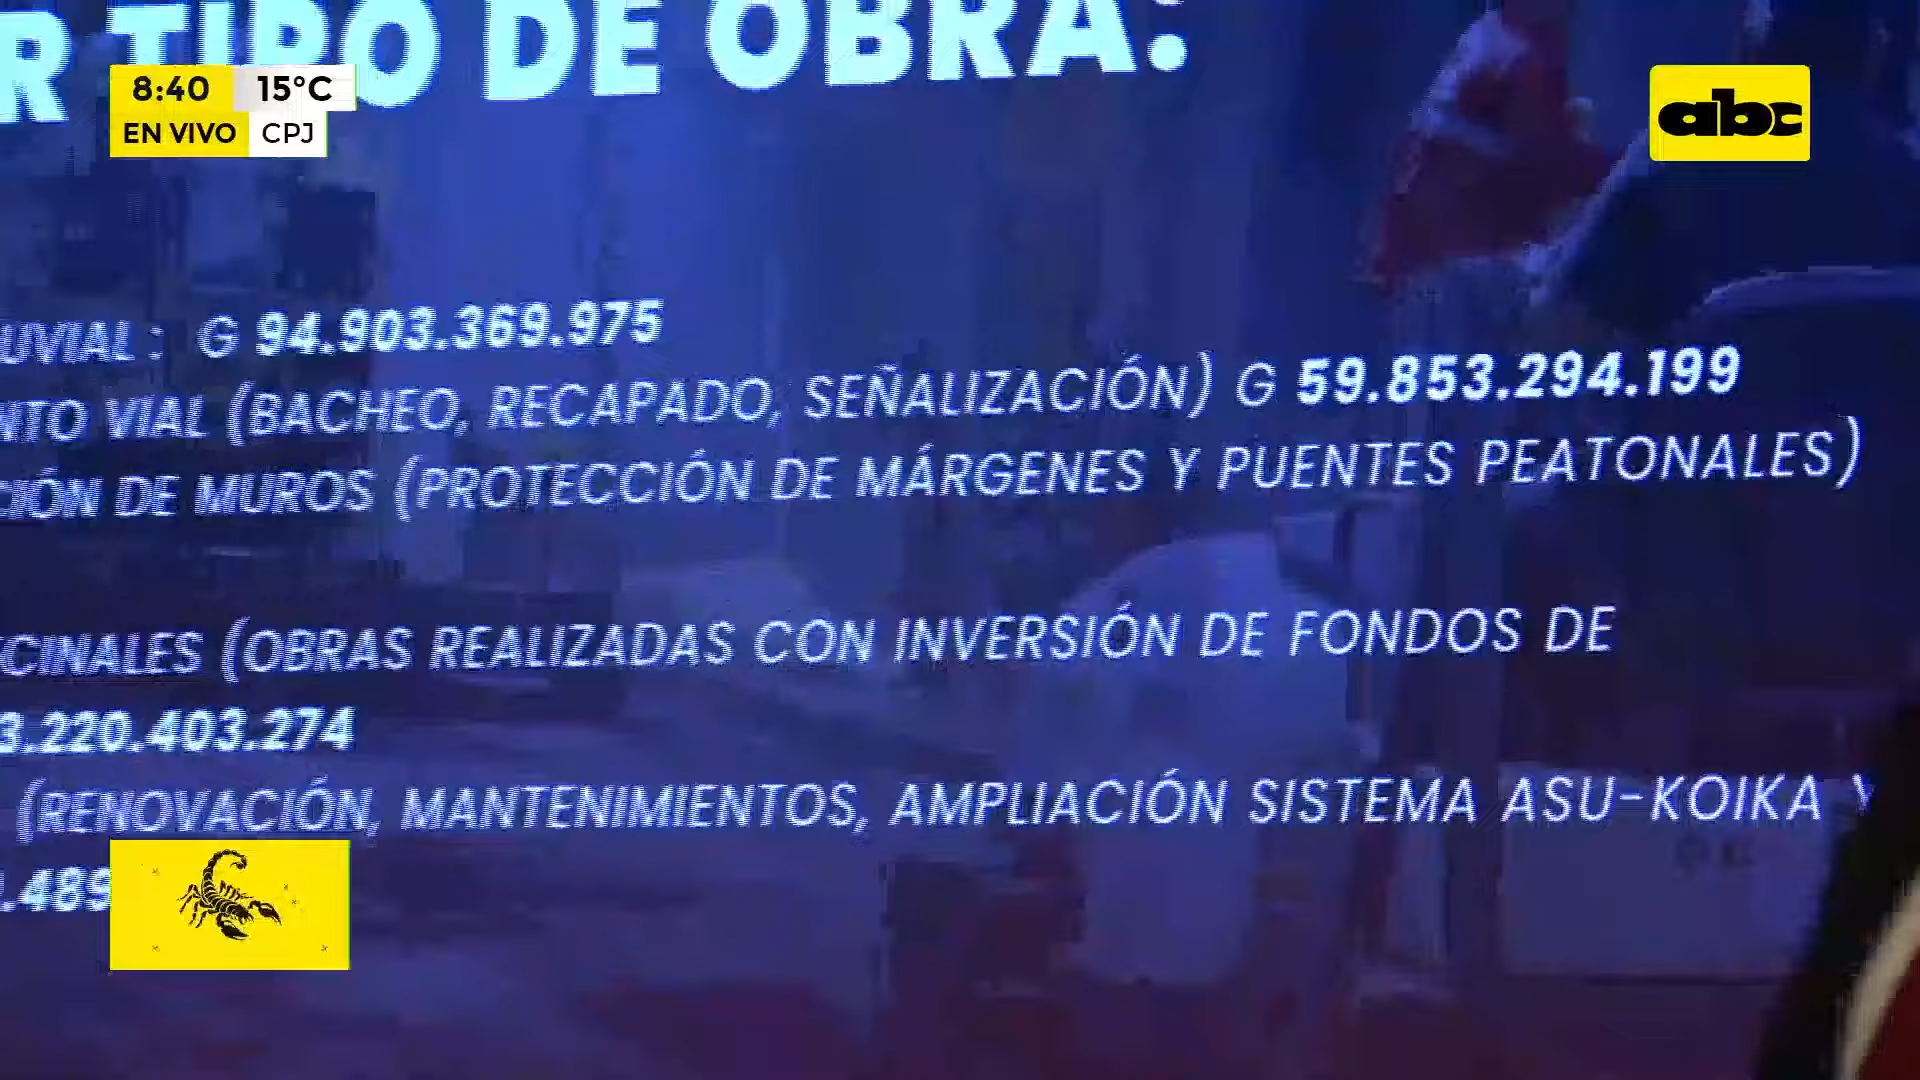 R TIPO DE OBRA:
8:40 15°C
EN VIVO CPJ
abc
UVIAL: G 94.903.369.975
NTO VIAL (BACHEO, RECAPADO, SEÑALIZACIÓN) G 59.853.294.199
CIÓN DE MUROS (PROTECCIÓN DE MÁRGENES Y PUENTES PEATONALES)
CINALES (OBRAS REALIZADAS CON INVERSIÓN DE FONDOS DE
3.220.403.274
(RENOVACIÓN, MANTENIMIENTOS, AMPLIACIÓN SISTEMA ASU-KOIKA Y
.489